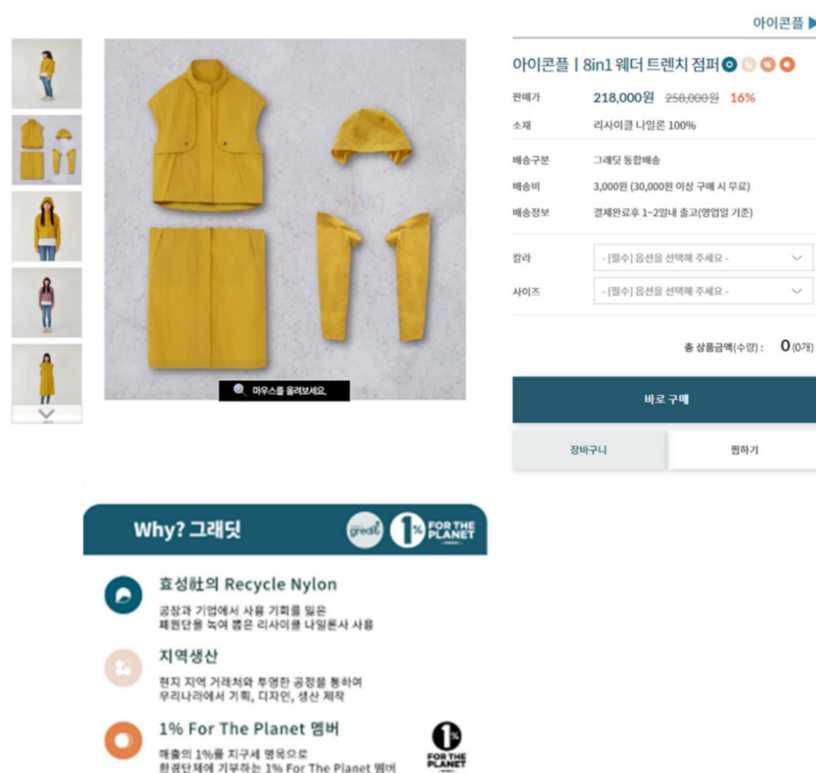 아이콘플 ▶
아이콘플 | 8in1 웨더 트렌치 점퍼
판매가 218,000원 258,000원 16%
소재 리사이클 나일론 100%
배송구분 그래딧 통합배송
배송비 3,000원 (30,000원 이상 구매 시 무료)
배송정보 결제완료후 1~2일내 출고(영업일 기준)
칼라 - [필수] 옵션을 선택해 주세요 -
사이즈 - [필수] 옵션을 선택해 주세요 -
총 상품금액(수량) : 0 (0개)
마우스를 올려보세요.
바로 구매
장바구니 찜하기
Why? 그래딧
gredit
1% FOR THE PLANET
효성社의 Recycle Nylon
공장과 기업에서 사용 기회를 잃은
폐원단을 녹여 뽑은 리사이클 나일론사 사용
지역생산
현지 지역 거래처와 투명한 공정을 통하여
우리나라에서 기획, 디자인, 생산 제작
1% For The Planet 멤버
매출의 1%를 지구세 명목으로
환경단체에 기부하는 1% For The Planet 멤버
1% FOR THE PLANET